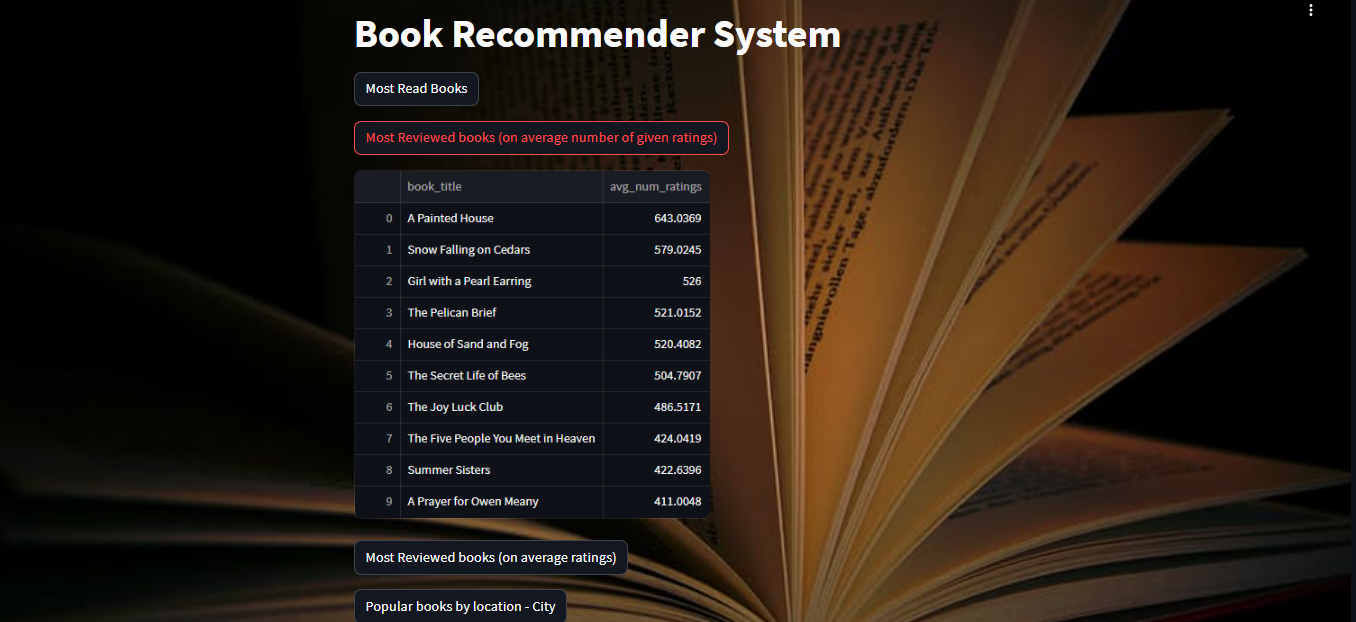 Book Recommender System
Most Read Books
Most Reviewed books (on average number of given ratings)
book_title avg_num_ratings
0 A Painted House 643.0369
1 Snow Falling on Cedars 579.0245
2 Girl with a Pearl Earring 526
3 The Pelican Brief 521.0152
4 House of Sand and Fog 520.4082
5 The Secret Life of Bees 504.7907
6 The Joy Luck Club 486.5171
7 The Five People You Meet in Heaven 424.0419
8 Summer Sisters 422.6396
9 A Prayer for Owen Meany 411.0048
Most Reviewed books (on average ratings)
Popular books by location - City